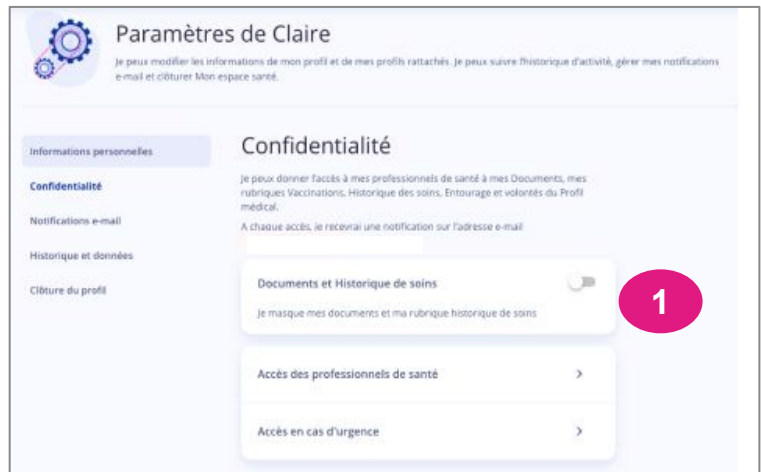 Paramètres de Claire
Je peux modifier les informations de mon profil et de mes profils rattachés. Je peux suivre l'historique d'activité, gérer mes notifications
e-mail et clôturer Mon espace santé.
Informations personnelles
Confidentialité
Notifications e-mail
Historique et données
Clôture du profil
Confidentialité
Je peux donner l'accès à mes professionnels de santé à mes Documents, mes
rubriques Vaccinations, Historique des soins, Entourage et volontés du Profil
médical.
A chaque accès, je recevrai une notification sur l'adresse e-mail
Documents et Historique de soins
Je masque mes documents et ma rubrique historique de soins
1
Accès des professionnels de santé
Accès en cas d'urgence